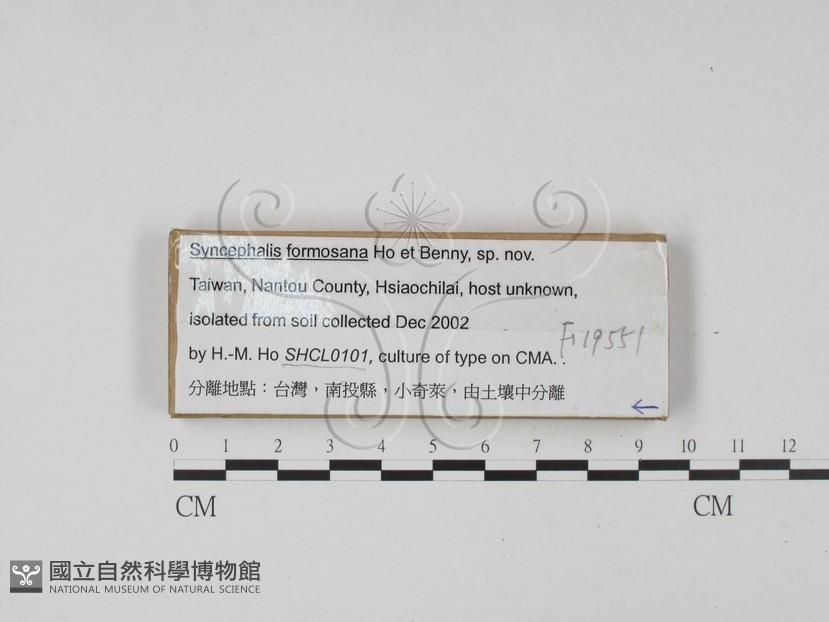 Syncephalis formosana Ho et Benny, sp. nov.
Taiwan, Nantou County, Hsiaochilai, host unknown,
isolated from soil collected Dec 2002
F19551
by H.-M. Ho SHCL0101, culture of type on CMA. .
分離地點：台灣，南投縣，小奇萊，由土壤中分離
0 1 2 3 4 5 6 7 8 9 10 11 12
CM CM
國立自然科學博物館
NATIONAL MUSEUM OF NATURAL SCIENCE